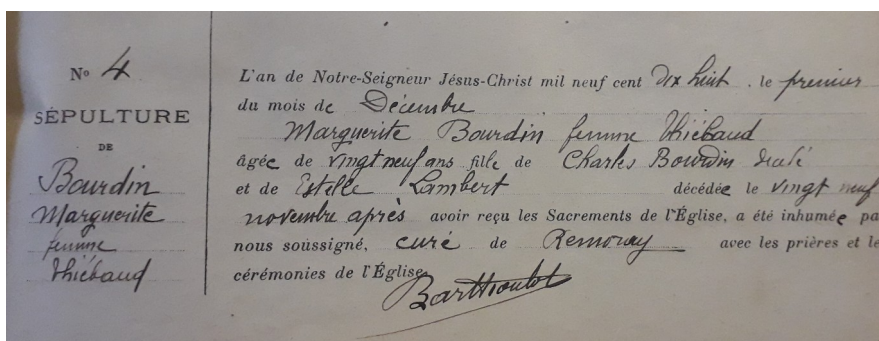 No 4
SÉPULTURE
DE
Bourdin
Marguerite
femme
Thiébaud
L'an de Notre-Seigneur Jésus-Christ mil neuf cent dix huit, le premier
du mois de Décembre
Marguerite Bourdin femme Thiébaud
âgée de vingt neuf ans fille de Charles Bourdin
et de Estelle Lambert décédée le vingt neuf
novembre après avoir reçu les Sacrements de l'Église, a été inhumée pa
nous soussigné, curé de Remoray avec les prières et le
cérémonies de l'Église
Barthoulot